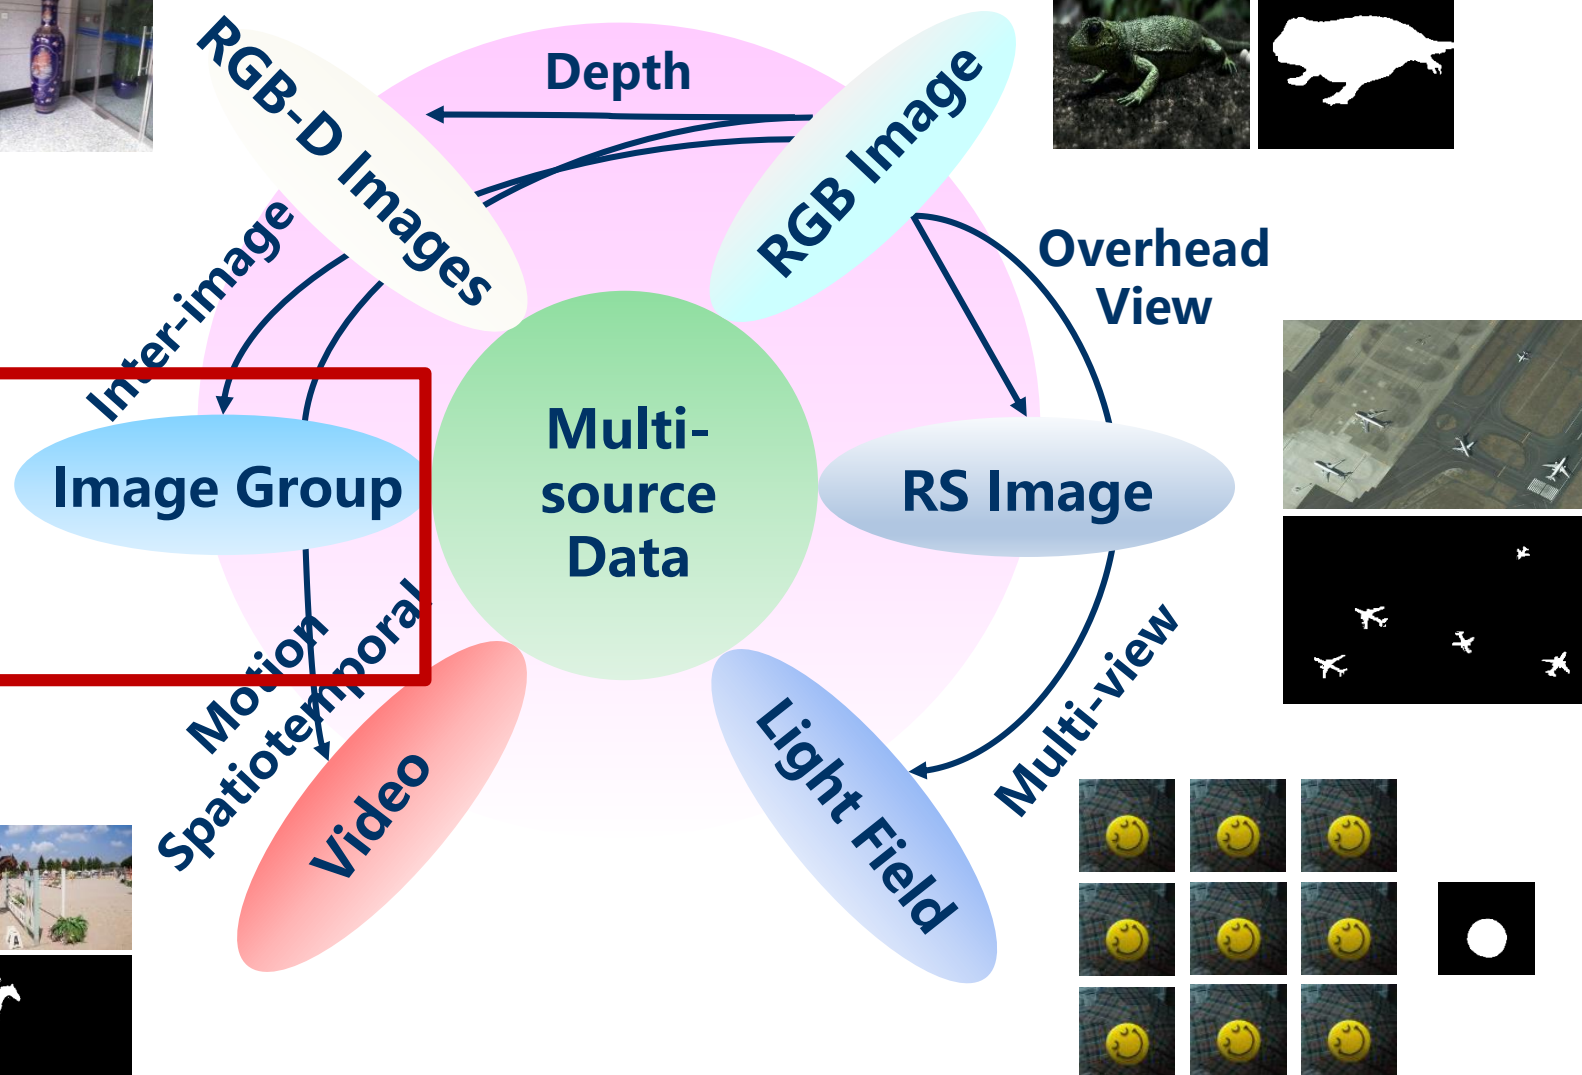 RGB-D Images
Depth
RGB Image
Inter-image
Overhead
View
Image Group
Multi-
source
Data
RS Image
Motion
Spatiotemporal
Video
Light Field
Multi-view